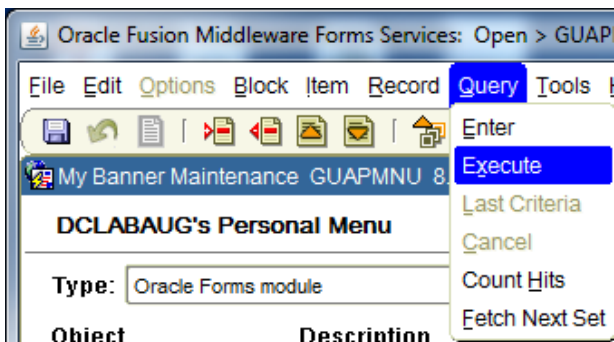 Oracle Fusion Middleware Forms Services: Open > GUAP
File Edit Options Block Item Record Query Tools H
Enter
Execute
My Banner Maintenance GUAPMNU 8.
Last Criteria
DCLABAUG's Personal Menu
Cancel
Type: Oracle Forms module
Count Hits
Fetch Next Set
Object Description